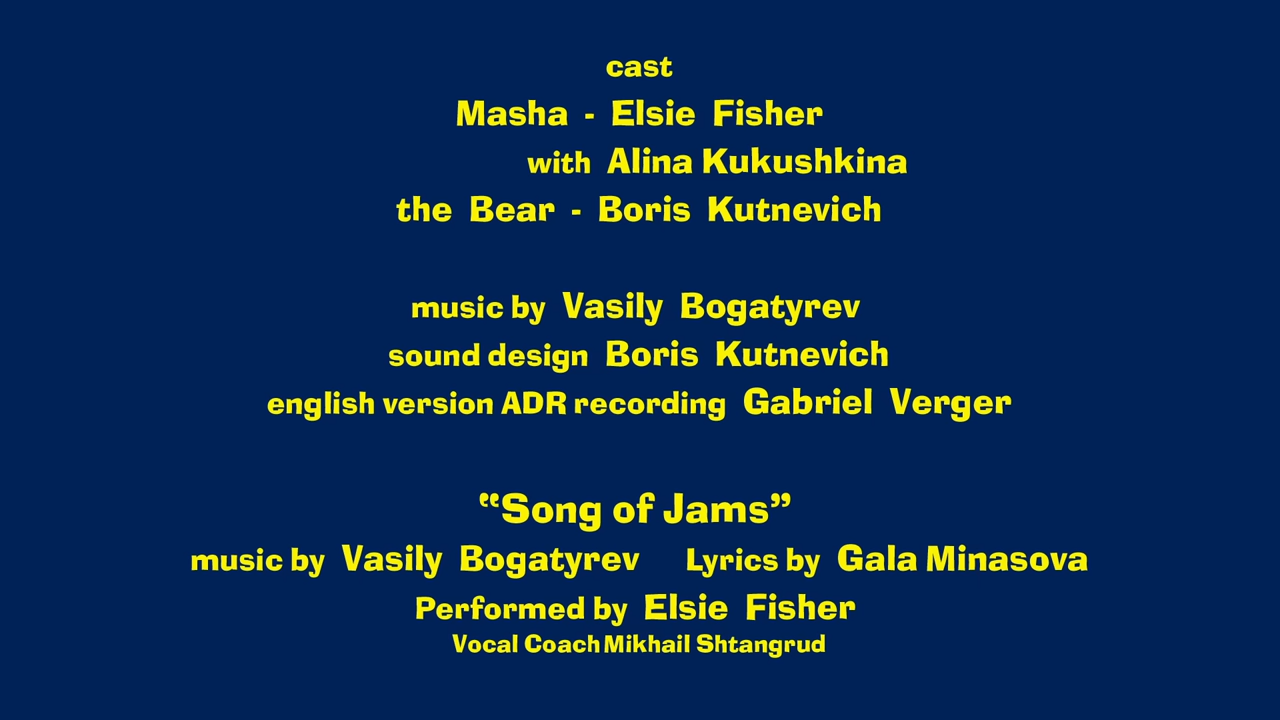 cast
Masha - Elsie Fisher
with Alina Kukushkina
the Bear - Boris Kutnevich
music by Vasily Bogatyrev
sound design Boris Kutnevich
english version ADR recording Gabriel Verger
“Song of Jams”
music by Vasily Bogatyrev Lyrics by Gala Minasova
Performed by Elsie Fisher
Vocal Coach Mikhail Shtangrud